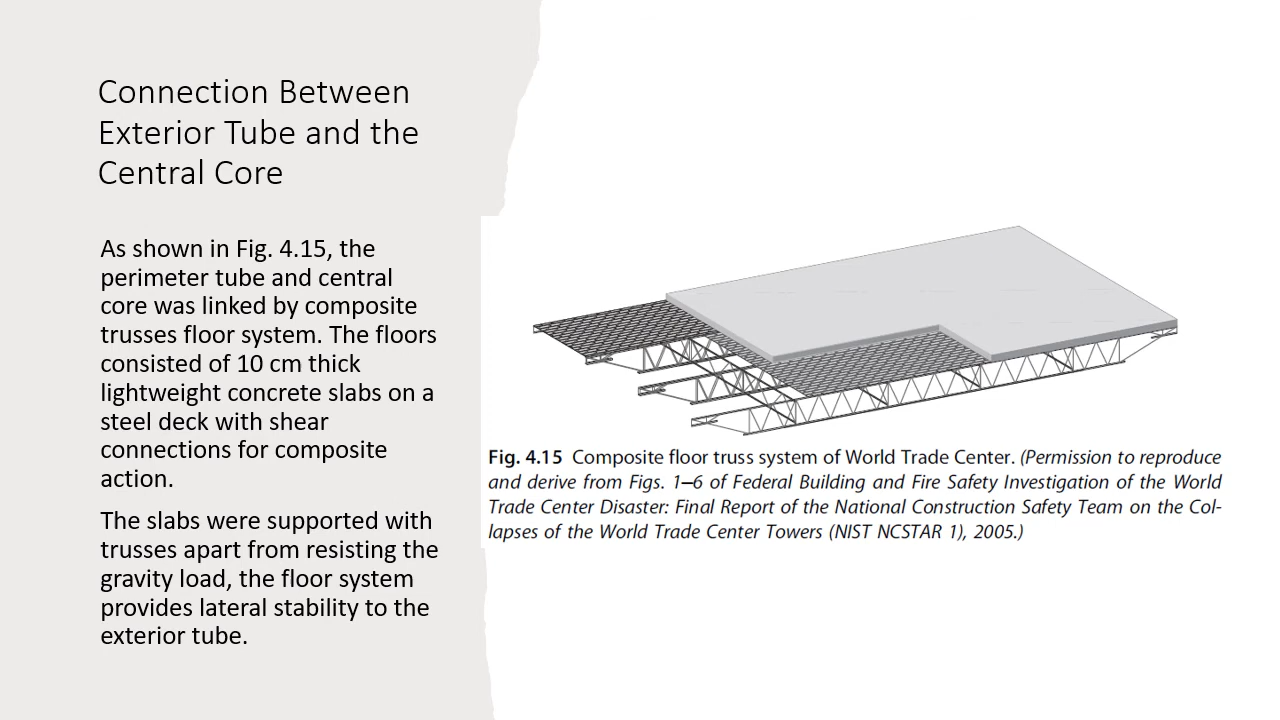 Connection Between
Exterior Tube and the
Central Core
As shown in Fig. 4.15, the
perimeter tube and central
core was linked by composite
trusses floor system. The floors
consisted of 10 cm thick
lightweight concrete slabs on a
steel deck with shear
connections for composite
action.
The slabs were supported with
trusses apart from resisting the
gravity load, the floor system
provides lateral stability to the
exterior tube.
Fig. 4.15 Composite floor truss system of World Trade Center. (Permission to reproduce
and derive from Figs. 1–6 of Federal Building and Fire Safety Investigation of the World
Trade Center Disaster: Final Report of the National Construction Safety Team on the Col-
lapses of the World Trade Center Towers (NIST NCSTAR 1), 2005.)